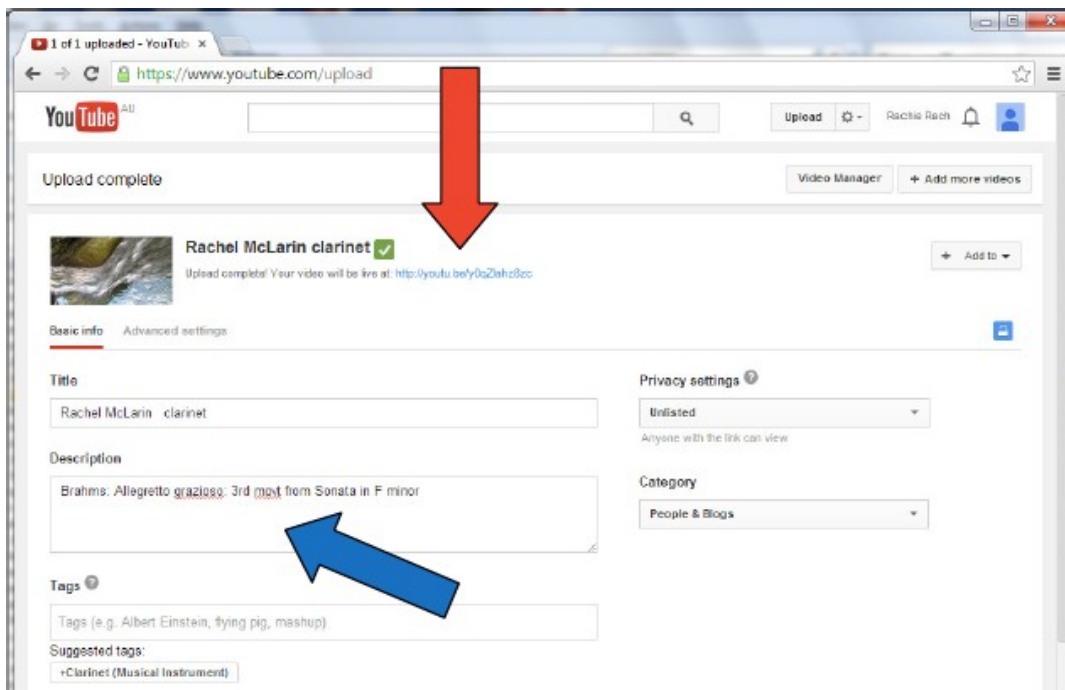 1 of 1 uploaded - YouTub
https://www.youtube.com/upload
YouTube AU
Upload
Rachie Rach
Upload complete
Video Manager
+ Add more videos
Rachel McLarin clarinet
Upload complete! Your video will be live at:
+ Add to
Basic info Advanced settings
Title
Rachel McLarin clarinet
Privacy settings
Unlisted
Anyone with the link can view
Description
Brahms: Allegretto grazioso: 3rd movt from Sonata in F minor
Category
People & Blogs
Tags
Tags (e.g. Albert Einstein, flying pig, mashup)
Suggested tags:
+Clarinet (Musical Instrument)